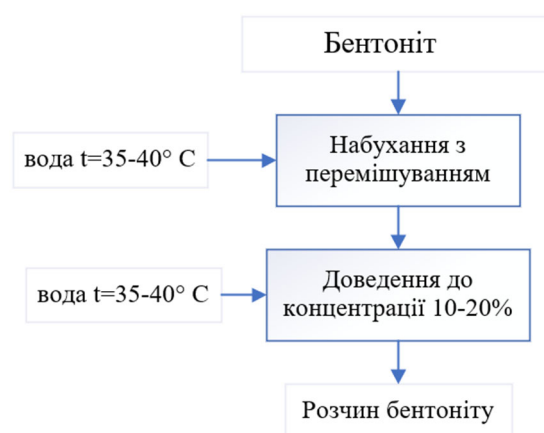 Бентоніт
вода t=35-40° С
Набухання з
перемішуванням
вода t=35-40° С
Доведення до
концентрації 10-20%
Розчин бентоніту